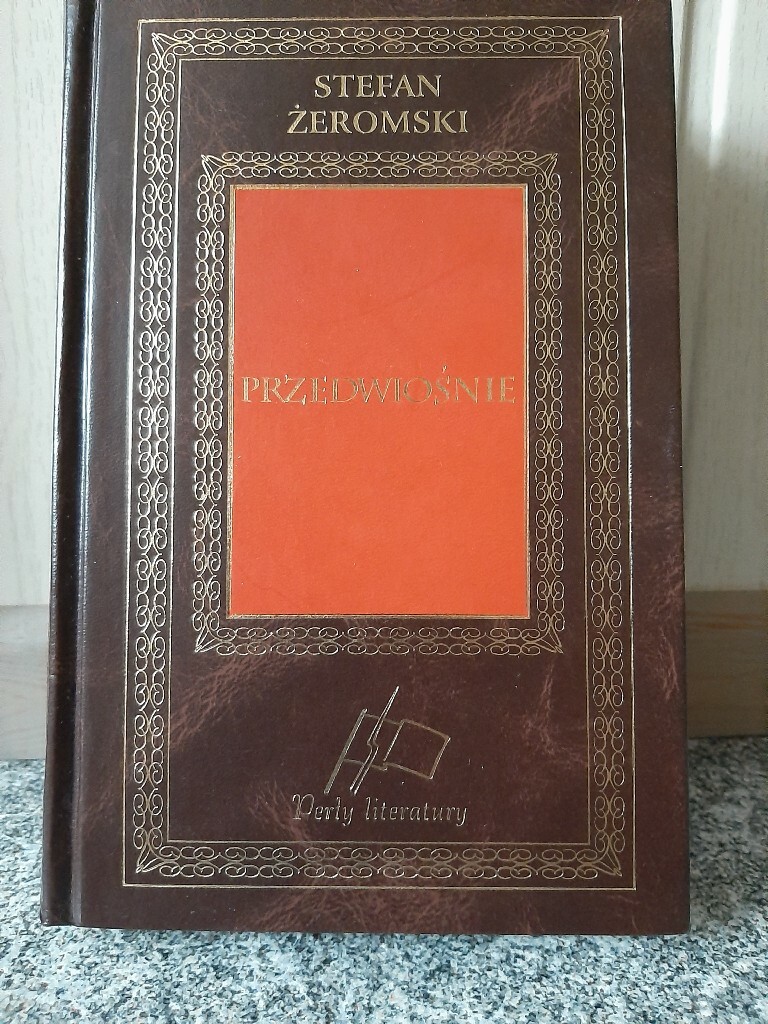 STEFAN
ŻEROMSKI
PRZEDWIOŚNIE
Perły literatury